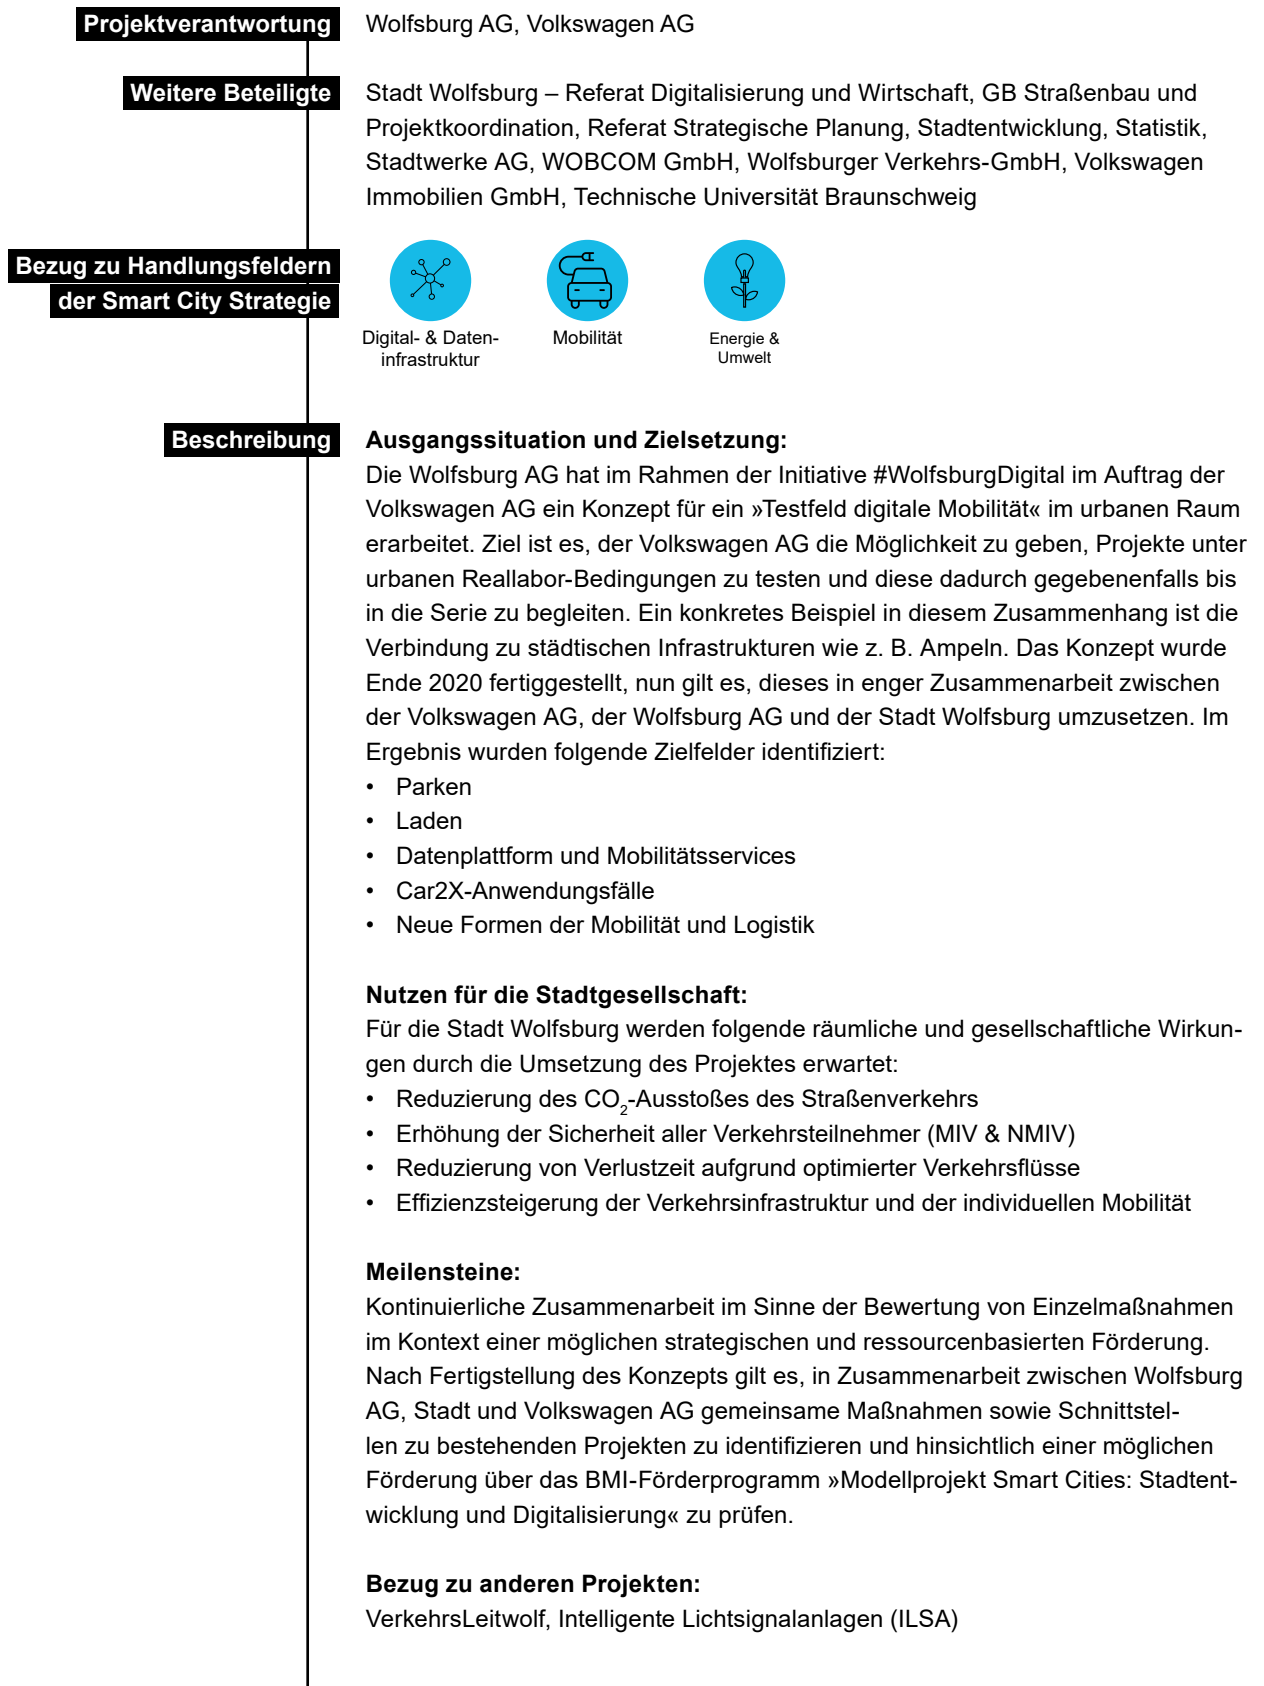 Projektverantwortung
Wolfsburg AG, Volkswagen AG
Weitere Beteiligte
Stadt Wolfsburg – Referat Digitalisierung und Wirtschaft, GB Straßenbau und
Projektkoordination, Referat Strategische Planung, Stadtentwicklung, Statistik,
Stadtwerke AG, WOBCOM GmbH, Wolfsburger Verkehrs-GmbH, Volkswagen
Immobilien GmbH, Technische Universität Braunschweig
Bezug zu Handlungsfeldern
der Smart City Strategie
Digital- & Daten-
infrastruktur
Mobilität
Energie &
Umwelt
Beschreibung
Ausgangssituation und Zielsetzung:
Die Wolfsburg AG hat im Rahmen der Initiative #WolfsburgDigital im Auftrag der
Volkswagen AG ein Konzept für ein »Testfeld digitale Mobilität« im urbanen Raum
erarbeitet. Ziel ist es, der Volkswagen AG die Möglichkeit zu geben, Projekte unter
urbanen Reallabor-Bedingungen zu testen und diese dadurch gegebenenfalls bis
in die Serie zu begleiten. Ein konkretes Beispiel in diesem Zusammenhang ist die
Verbindung zu städtischen Infrastrukturen wie z. B. Ampeln. Das Konzept wurde
Ende 2020 fertiggestellt, nun gilt es, dieses in enger Zusammenarbeit zwischen
der Volkswagen AG, der Wolfsburg AG und der Stadt Wolfsburg umzusetzen. Im
Ergebnis wurden folgende Zielfelder identifiziert:
• Parken
• Laden
• Datenplattform und Mobilitätsservices
• Car2X-Anwendungsfälle
• Neue Formen der Mobilität und Logistik
Nutzen für die Stadtgesellschaft:
Für die Stadt Wolfsburg werden folgende räumliche und gesellschaftliche Wirkun-
gen durch die Umsetzung des Projektes erwartet:
• Reduzierung des CO₂-Ausstoßes des Straßenverkehrs
• Erhöhung der Sicherheit aller Verkehrsteilnehmer (MIV & NMIV)
• Reduzierung von Verlustzeit aufgrund optimierter Verkehrsflüsse
• Effizienzsteigerung der Verkehrsinfrastruktur und der individuellen Mobilität
Meilensteine:
Kontinuierliche Zusammenarbeit im Sinne der Bewertung von Einzelmaßnahmen
im Kontext einer möglichen strategischen und ressourcenbasierten Förderung.
Nach Fertigstellung des Konzepts gilt es, in Zusammenarbeit zwischen Wolfsburg
AG, Stadt und Volkswagen AG gemeinsame Maßnahmen sowie Schnittstel-
len zu bestehenden Projekten zu identifizieren und hinsichtlich einer möglichen
Förderung über das BMI-Förderprogramm »Modellprojekt Smart Cities: Stadtent-
wicklung und Digitalisierung« zu prüfen.
Bezug zu anderen Projekten:
VerkehrsLeitwolf, Intelligente Lichtsignalanlagen (ILSA)